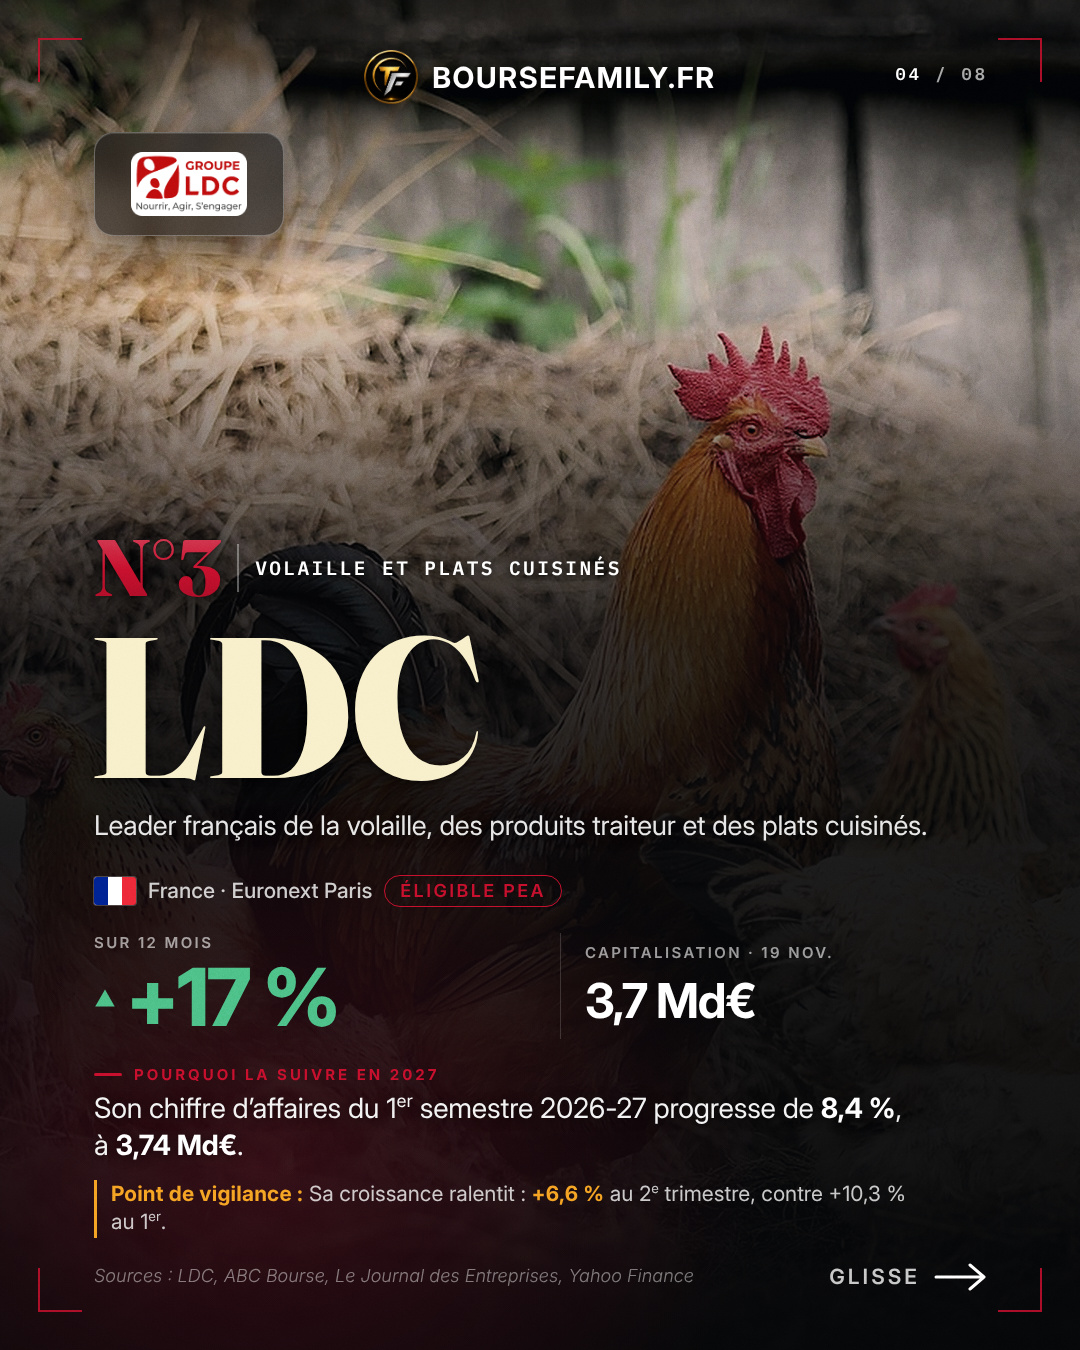 BOURSEFAMILY.FR
04 / 08
GROUPE
LDC
Nourrir, Agir, S'engager
N°3
VOLAILLE ET PLATS CUISINÉS
LDC
Leader français de la volaille, des produits traiteur et des plats cuisinés.
France · Euronext Paris
ÉLIGIBLE PEA
SUR 12 MOIS
+17 %
CAPITALISATION · 19 NOV.
3,7 Md€
POURQUOI LA SUIVRE EN 2027
Son chiffre d’affaires du 1er semestre 2026-27 progresse de 8,4 %,
à 3,74 Md€.
Point de vigilance : Sa croissance ralentit : +6,6 % au 2e trimestre, contre +10,3 %
au 1er.
Sources : LDC, ABC Bourse, Le Journal des Entreprises, Yahoo Finance
GLISSE